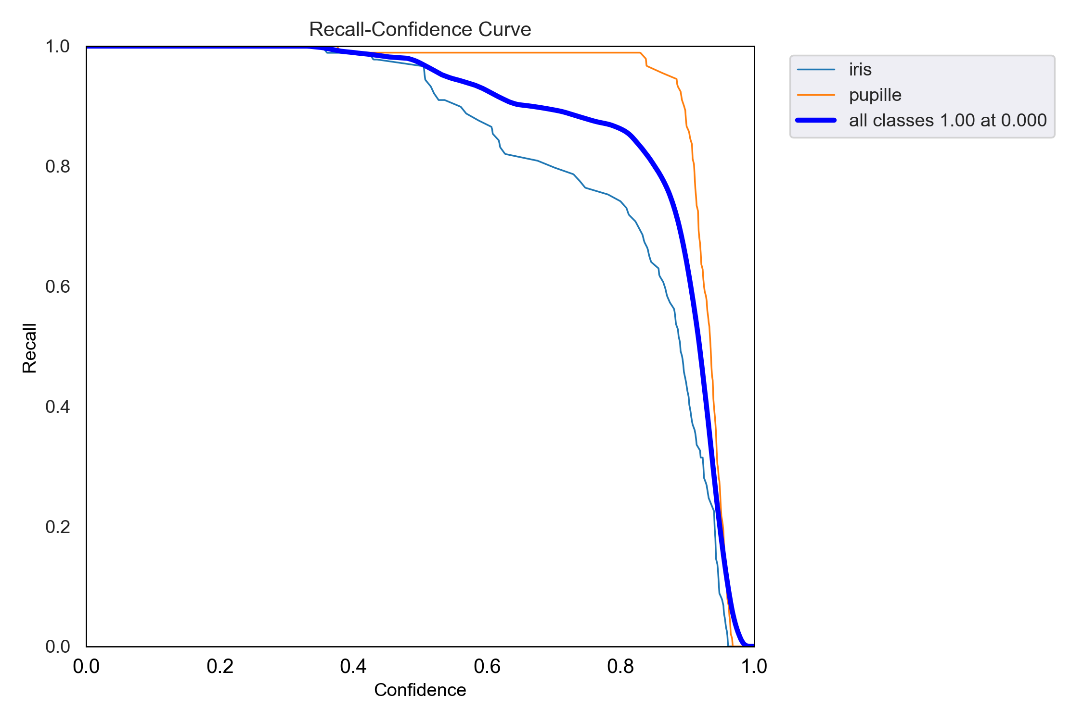 Recall-Confidence Curve
1.0
0.8
0.6
0.4
0.2
0.0
Recall
0.0 0.2 0.4 0.6 0.8 1.0
Confidence
iris
pupille
all classes 1.00 at 0.000